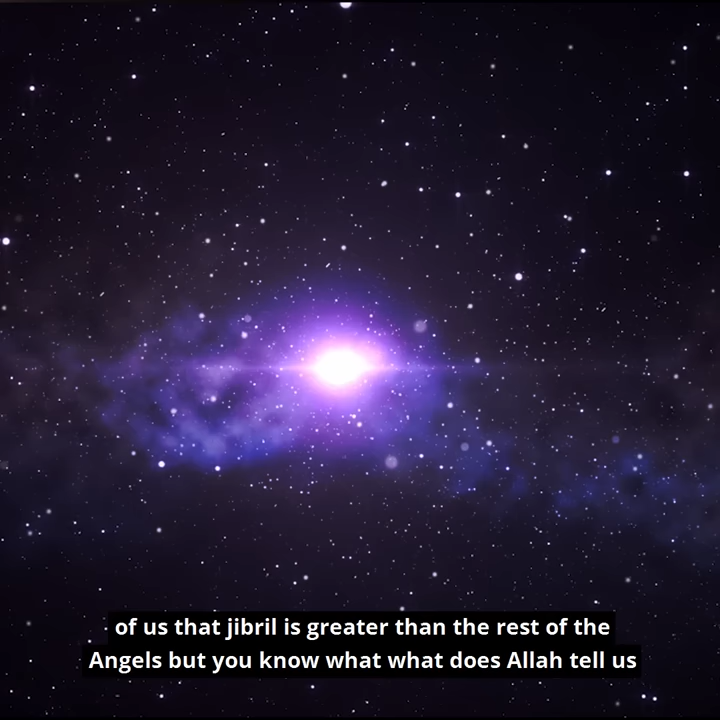 of us that jibril is greater than the rest of the
Angels but you know what what does Allah tell us